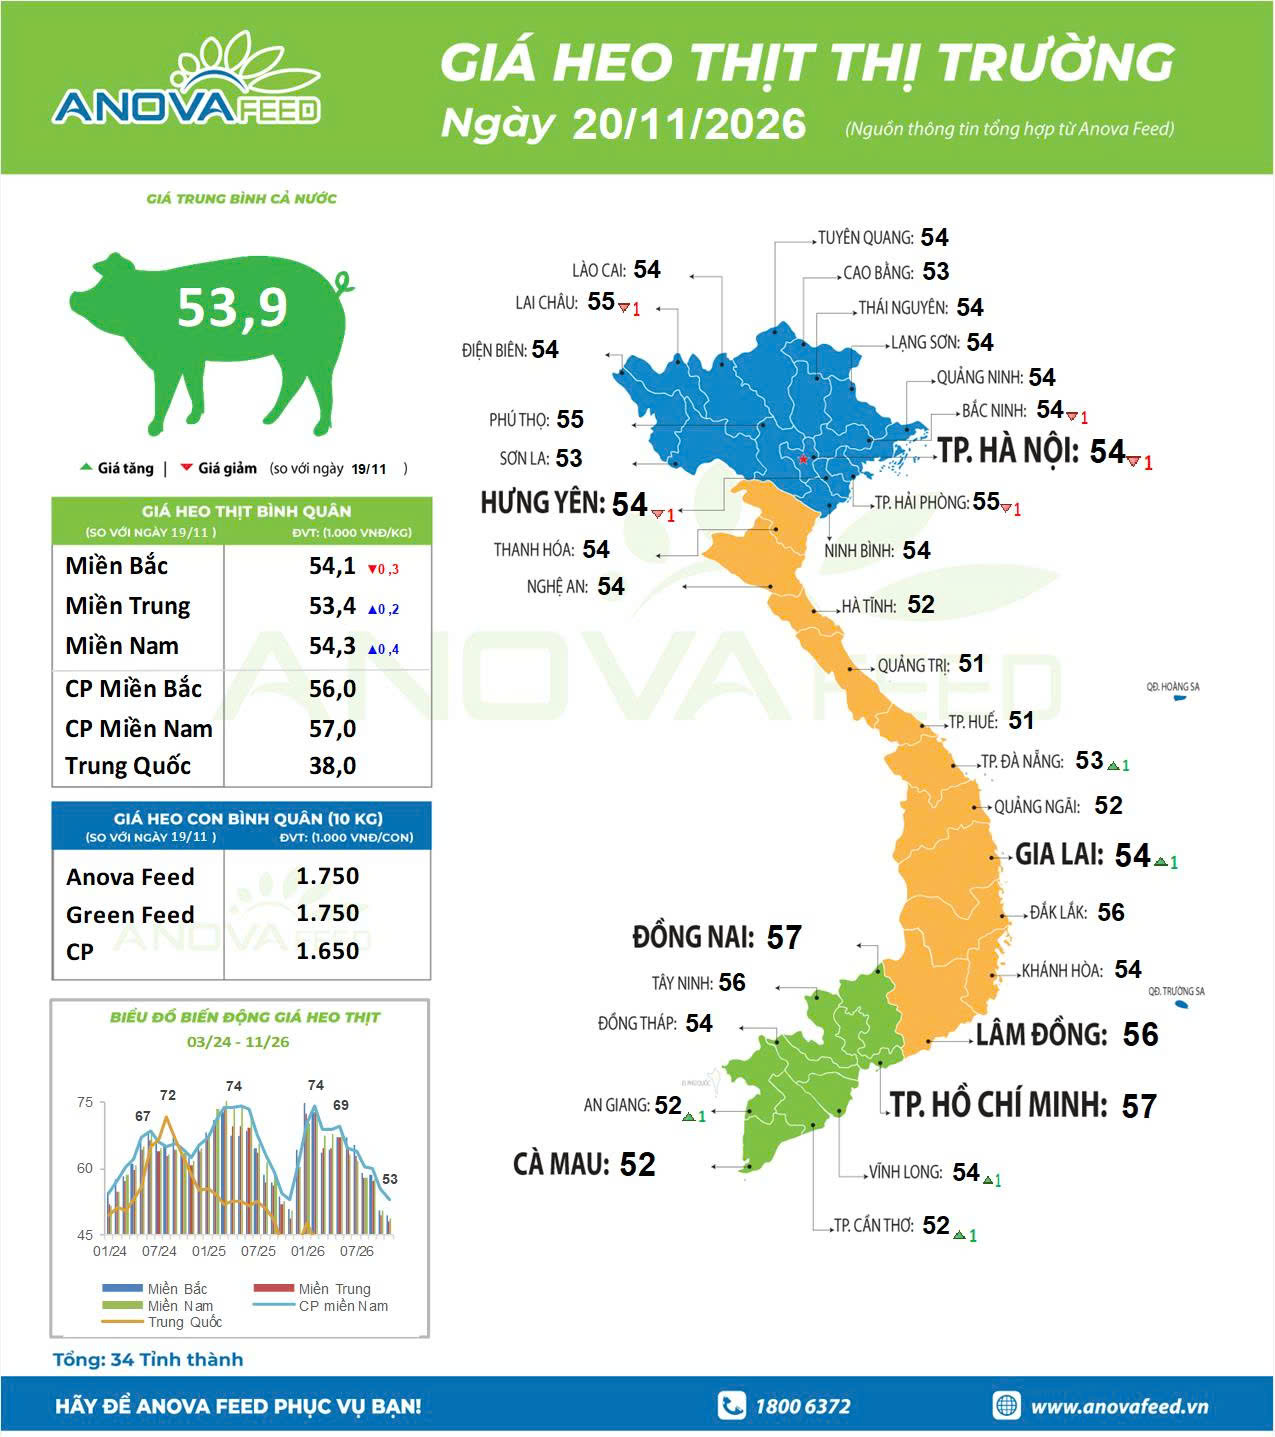 ANOVA FEED
GIÁ HEO THỊT THỊ TRƯỜNG
Ngày 20/11/2026
(Nguồn thông tin tổng hợp từ Anova Feed)
GIÁ TRUNG BÌNH CẢ NƯỚC
53,9
▲ Giá tăng | ▼ Giá giảm (so với ngày 19/11 )
GIÁ HEO THỊT BÌNH QUÂN
(SO VỚI NGÀY 19/11 ) ĐVT: (1.000 VNĐ/KG)
Miền Bắc 54,1 ▼0,3
Miền Trung 53,4 ▲0,2
Miền Nam 54,3 ▲0,4
CP Miền Bắc 56,0
CP Miền Nam 57,0
Trung Quốc 38,0
GIÁ HEO CON BÌNH QUÂN (10 KG)
(SO VỚI NGÀY 19/11 ) ĐVT: (1.000 VNĐ/CON)
Anova Feed 1.750
Green Feed 1.750
CP 1.650
ANOVA FEED
BIỂU ĐỒ BIẾN ĐỘNG GIÁ HEO THỊT
03/24 - 11/26
75
60
45
67
72
74
74
69
53
01/24 07/24 01/25 07/25 01/26 07/26
Miền Bắc Miền Trung
Miền Nam CP miền Nam
Trung Quốc
Tổng: 34 Tỉnh thành
TUYÊN QUANG: 54
LÀO CAI: 54
CAO BẰNG: 53
LAI CHÂU: 55 ▼1
THÁI NGUYÊN: 54
LẠNG SƠN: 54
ĐIỆN BIÊN: 54
QUẢNG NINH: 54
BẮC NINH: 54 ▼1
PHÚ THỌ: 55
TP. HÀ NỘI: 54 ▼1
SƠN LA: 53
HƯNG YÊN: 54 ▼1
TP. HẢI PHÒNG: 55 ▼1
THANH HÓA: 54
NINH BÌNH: 54
NGHỆ AN: 54
HÀ TĨNH: 52
ANOVA FEED
QUẢNG TRỊ: 51
QĐ. HOÀNG SA
TP. HUẾ: 51
TP. ĐÀ NẴNG: 53 ▲1
QUẢNG NGÃI: 52
GIA LAI: 54 ▲1
ĐẮK LẮK: 56
ĐỒNG NAI: 57
KHÁNH HÒA: 54
TÂY NINH: 56
QĐ. TRƯỜNG SA
ĐỒNG THÁP: 54
LÂM ĐỒNG: 56
Đ. PHÚ QUỐC
AN GIANG: 52 ▲1
TP. HỒ CHÍ MINH: 57
CÀ MAU: 52
VĨNH LONG: 54 ▲1
TP. CẦN THƠ: 52 ▲1
HÃY ĐỂ ANOVA FEED PHỤC VỤ BẠN!
1800 6372
www.anovafeed.vn